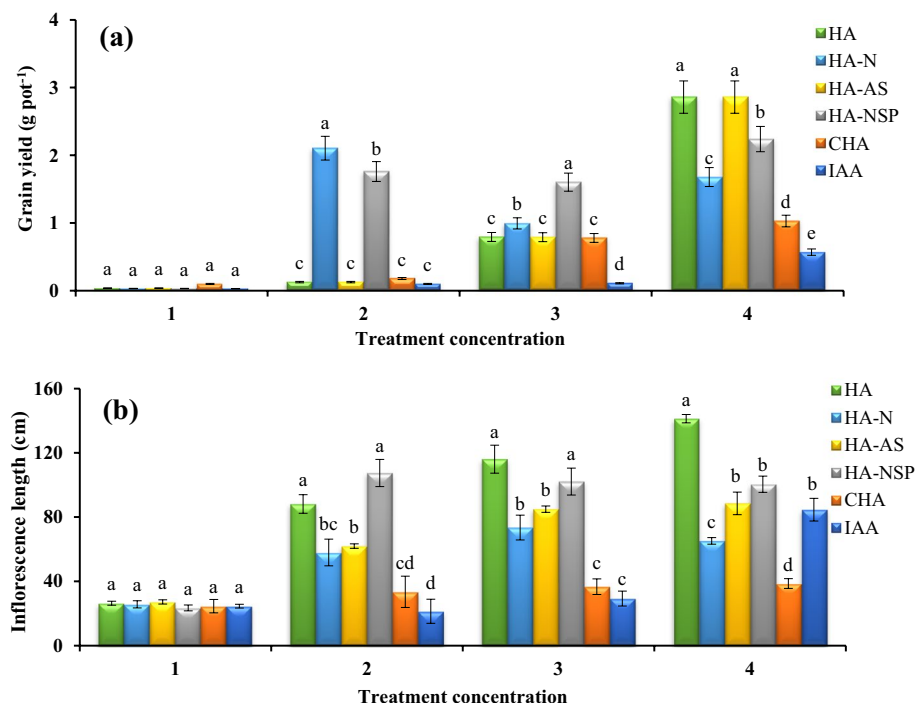 (a)
Grain yield (g pot⁻¹)
4
3
2
1
0
a a a a a a
c a c b c c
c b c a c d
a c a b d e
1 2 3 4
Treatment concentration
HA
HA-N
HA-AS
HA-NSP
CHA
IAA
(b)
Inflorescence length (cm)
160
120
80
40
0
a a a a a a
a bc b a cd d
a b b a c c
a c b b d b
1 2 3 4
Treatment concentration
HA
HA-N
HA-AS
HA-NSP
CHA
IAA